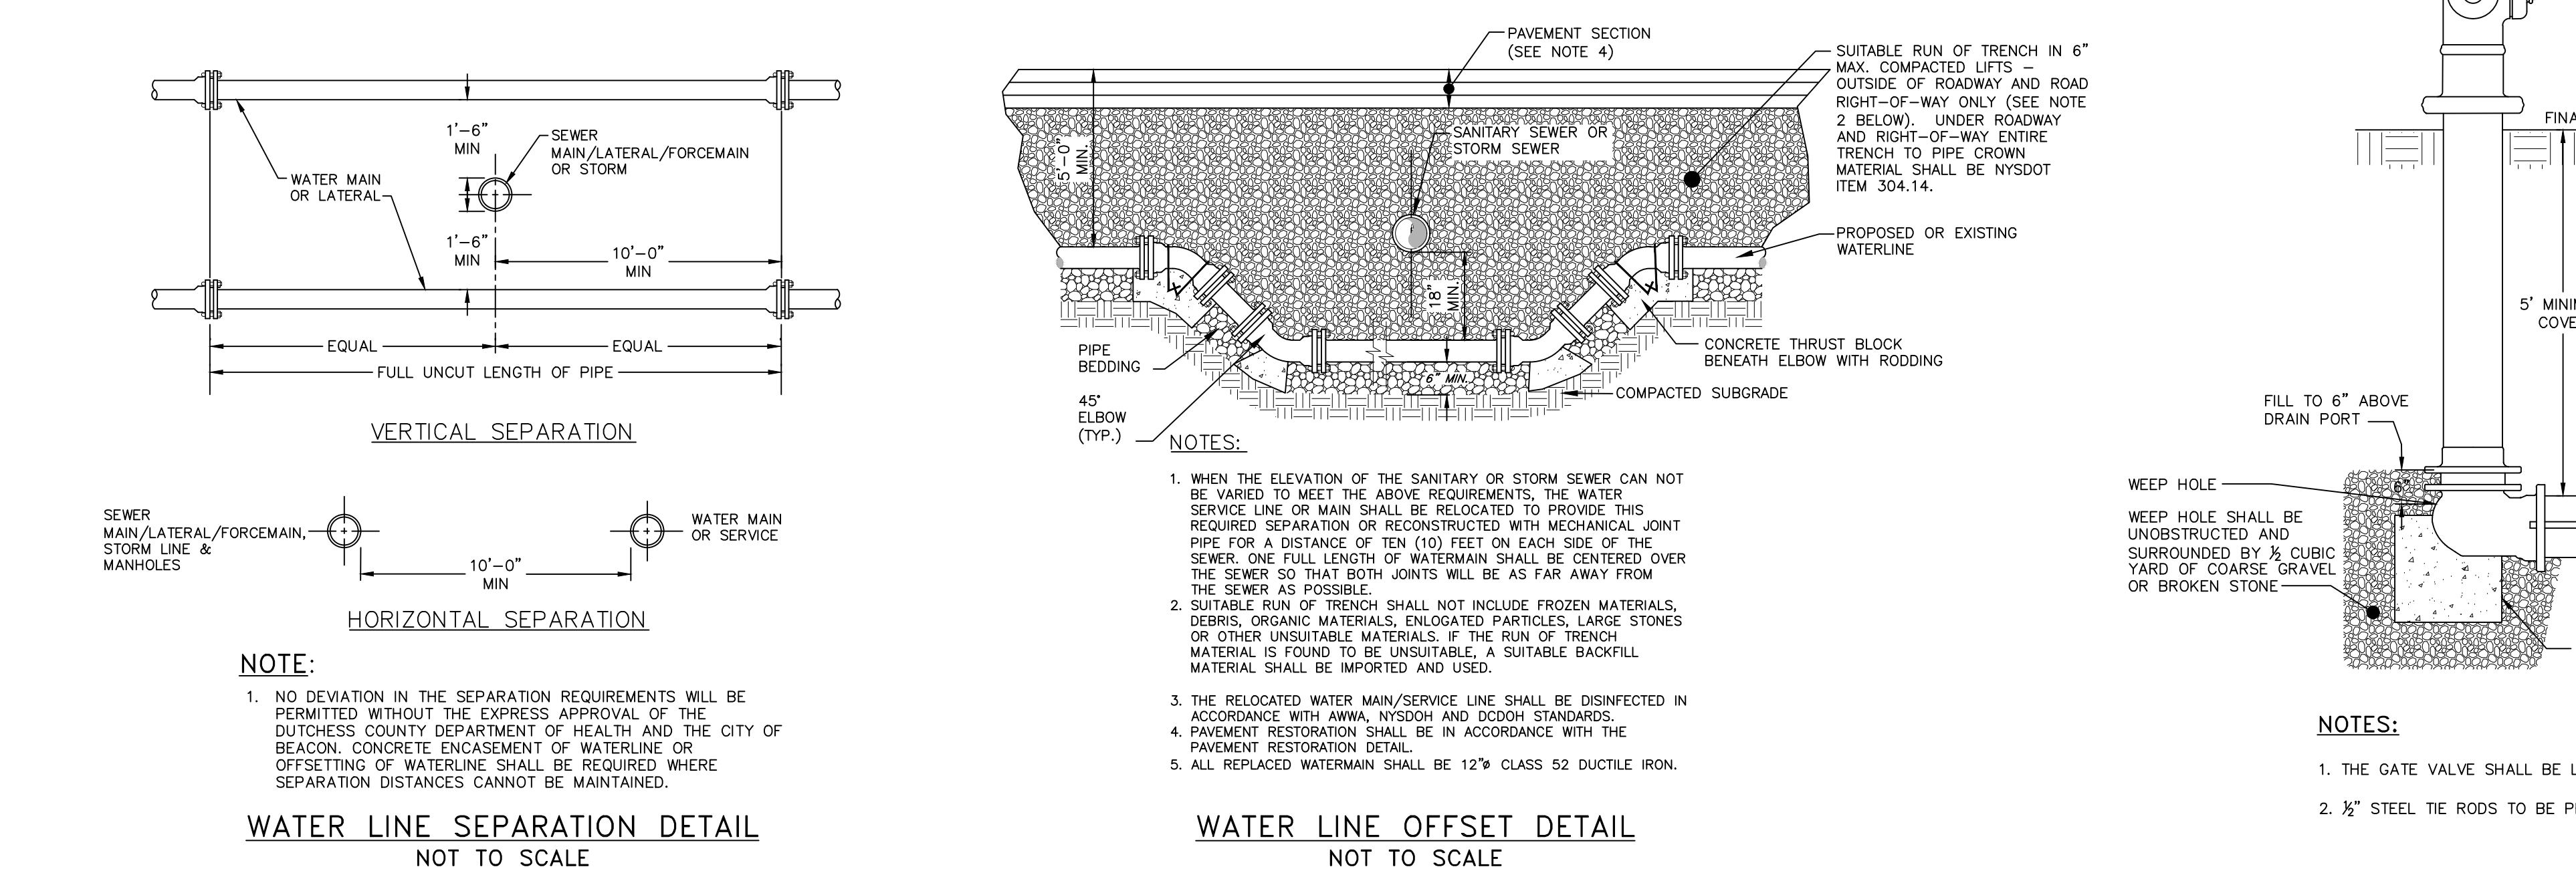 1'-6"
MIN
SEWER
MAIN/LATERAL/FORCEMAIN
OR STORM
WATER MAIN
OR LATERAL
1'-6"
MIN
10'-0"
MIN
EQUAL
EQUAL
FULL UNCUT LENGTH OF PIPE
VERTICAL SEPARATION
SEWER
MAIN/LATERAL/FORCEMAIN,
STORM LINE &
MANHOLES
10'-0"
MIN
WATER MAIN
OR SERVICE
HORIZONTAL SEPARATION
NOTE:
1. NO DEVIATION IN THE SEPARATION REQUIREMENTS WILL BE
PERMITTED WITHOUT THE EXPRESS APPROVAL OF THE
DUTCHESS COUNTY DEPARTMENT OF HEALTH AND THE CITY OF
BEACON. CONCRETE ENCASEMENT OF WATERLINE OR
OFFSETTING OF WATERLINE SHALL BE REQUIRED WHERE
SEPARATION DISTANCES CANNOT BE MAINTAINED.
WATER LINE SEPARATION DETAIL
NOT TO SCALE
PAVEMENT SECTION
(SEE NOTE 4)
SUITABLE RUN OF TRENCH IN 6"
MAX. COMPACTED LIFTS –
OUTSIDE OF ROADWAY AND ROAD
RIGHT-OF-WAY ONLY (SEE NOTE
2 BELOW). UNDER ROADWAY
AND RIGHT-OF-WAY ENTIRE
TRENCH TO PIPE CROWN
MATERIAL SHALL BE NYSDOT
ITEM 304.14.
5'-0"
MIN.
SANITARY SEWER OR
STORM SEWER
PROPOSED OR EXISTING
WATERLINE
18"
MIN.
PIPE
BEDDING
CONCRETE THRUST BLOCK
BENEATH ELBOW WITH RODDING
6" MIN.
COMPACTED SUBGRADE
45°
ELBOW
(TYP.)
NOTES:
1. WHEN THE ELEVATION OF THE SANITARY OR STORM SEWER CAN NOT
BE VARIED TO MEET THE ABOVE REQUIREMENTS, THE WATER
SERVICE LINE OR MAIN SHALL BE RELOCATED TO PROVIDE THIS
REQUIRED SEPARATION OR RECONSTRUCTED WITH MECHANICAL JOINT
PIPE FOR A DISTANCE OF TEN (10) FEET ON EACH SIDE OF THE
SEWER. ONE FULL LENGTH OF WATERMAIN SHALL BE CENTERED OVER
THE SEWER SO THAT BOTH JOINTS WILL BE AS FAR AWAY FROM
THE SEWER AS POSSIBLE.
2. SUITABLE RUN OF TRENCH SHALL NOT INCLUDE FROZEN MATERIALS,
DEBRIS, ORGANIC MATERIALS, ENLOGATED PARTICLES, LARGE STONES
OR OTHER UNSUITABLE MATERIALS. IF THE RUN OF TRENCH
MATERIAL IS FOUND TO BE UNSUITABLE, A SUITABLE BACKFILL
MATERIAL SHALL BE IMPORTED AND USED.
3. THE RELOCATED WATER MAIN/SERVICE LINE SHALL BE DISINFECTED IN
ACCORDANCE WITH AWWA, NYSDOH AND DCDOH STANDARDS.
4. PAVEMENT RESTORATION SHALL BE IN ACCORDANCE WITH THE
PAVEMENT RESTORATION DETAIL.
5. ALL REPLACED WATERMAIN SHALL BE 12"ø CLASS 52 DUCTILE IRON.
WATER LINE OFFSET DETAIL
NOT TO SCALE
FINA
5' MINI
COVE
FILL TO 6" ABOVE
DRAIN PORT
6"
WEEP HOLE
WEEP HOLE SHALL BE
UNOBSTRUCTED AND
SURROUNDED BY ½ CUBIC
YARD OF COARSE GRAVEL
OR BROKEN STONE
NOTES:
1. THE GATE VALVE SHALL BE L
2. ½" STEEL TIE RODS TO BE P